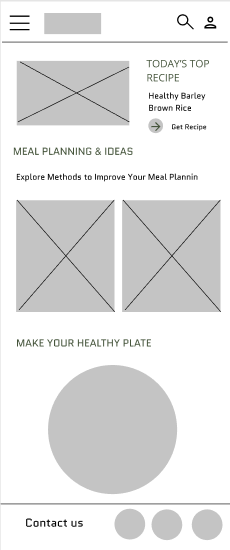 TODAY'S TOP
RECIPE
Healthy Barley
Brown Rice
Get Recipe
MEAL PLANNING & IDEAS
Explore Methods to Improve Your Meal Plannin
MAKE YOUR HEALTHY PLATE
Contact us